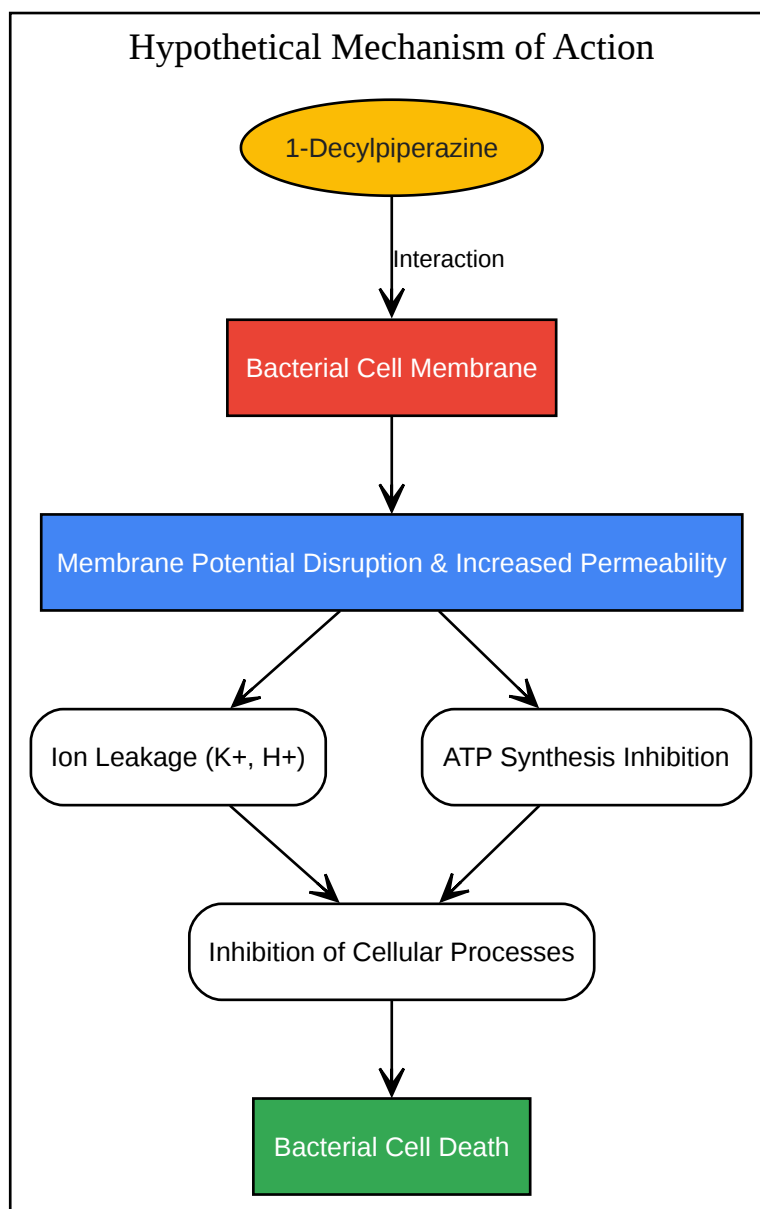 Hypothetical Mechanism of Action
1-Decylpiperazine
Interaction
Bacterial Cell Membrane
Membrane Potential Disruption & Increased Permeability
Ion Leakage (K+, H+)
ATP Synthesis Inhibition
Inhibition of Cellular Processes
Bacterial Cell Death